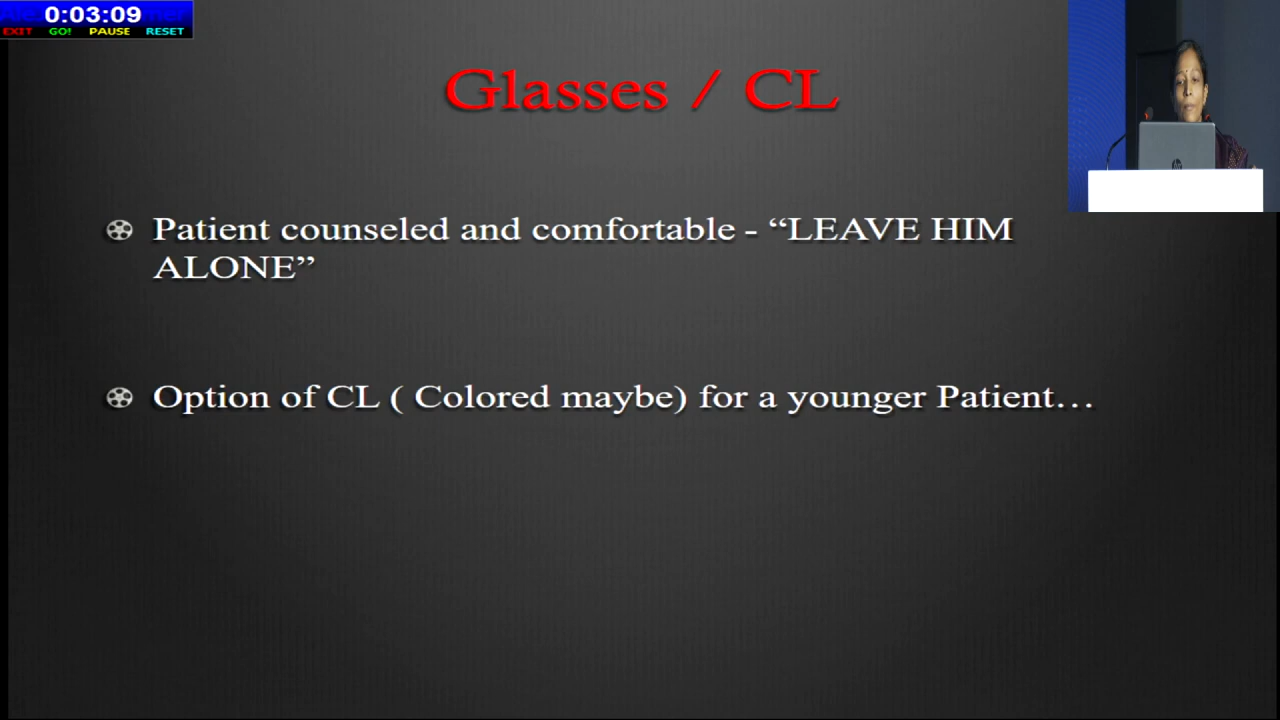 0:03:09
EXIT GO! PAUSE RESET
Glasses / CL
Patient counseled and comfortable - “LEAVE HIM
ALONE”
Option of CL ( Colored maybe) for a younger Patient…